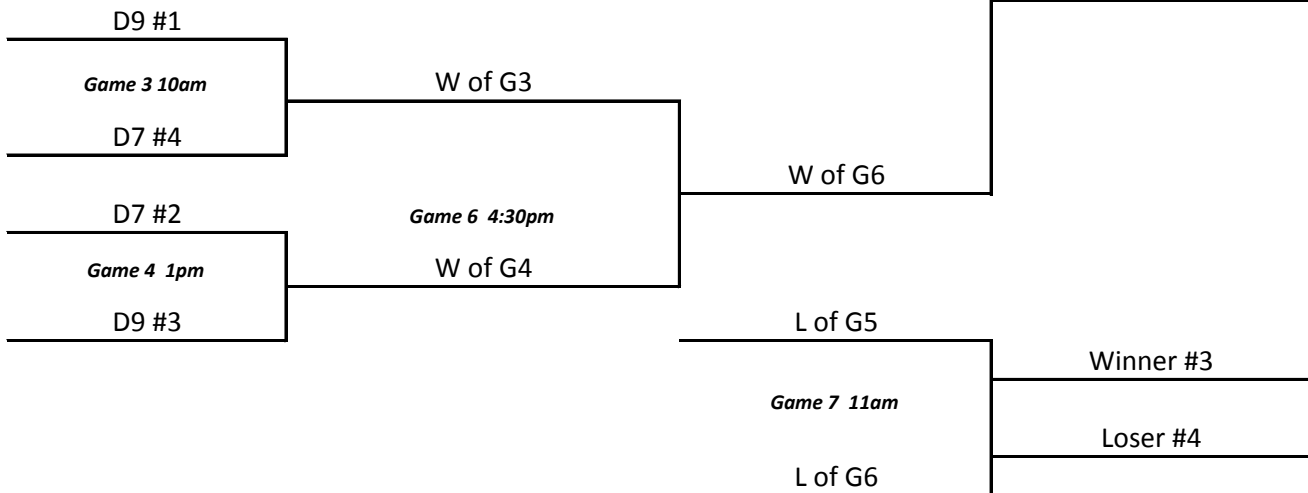 D9 #1
Game 3 10am
W of G3
D7 #4
W of G6
D7 #2
Game 6 4:30pm
Game 4 1pm
W of G4
D9 #3
L of G5
Winner #3
Game 7 11am
Loser #4
L of G6